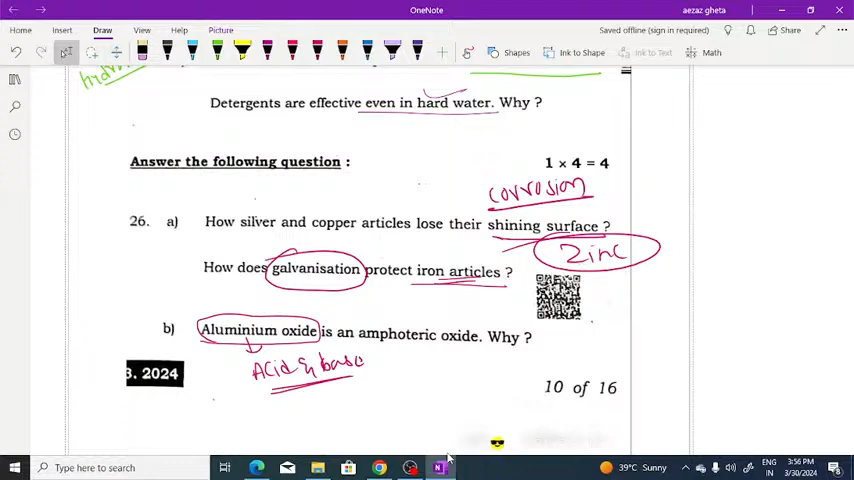 OneNote
aezaz gheta
Home Insert Draw View Help Picture
Saved offline (sign in required) Share
Shapes Ink to Shape Ink to Text Math
Detergents are effective even in hard water. Why ?
Answer the following question : 1 × 4 = 4
corrosion
26. a) How silver and copper articles lose their shining surface ?
Zinc
How does galvanisation protect iron articles ?
b) Aluminium oxide is an amphoteric oxide. Why ?
Acid & base
3. 2024
10 of 16
Type here to search
39°C Sunny
ENG
IN
3:56 PM
3/30/2024
8